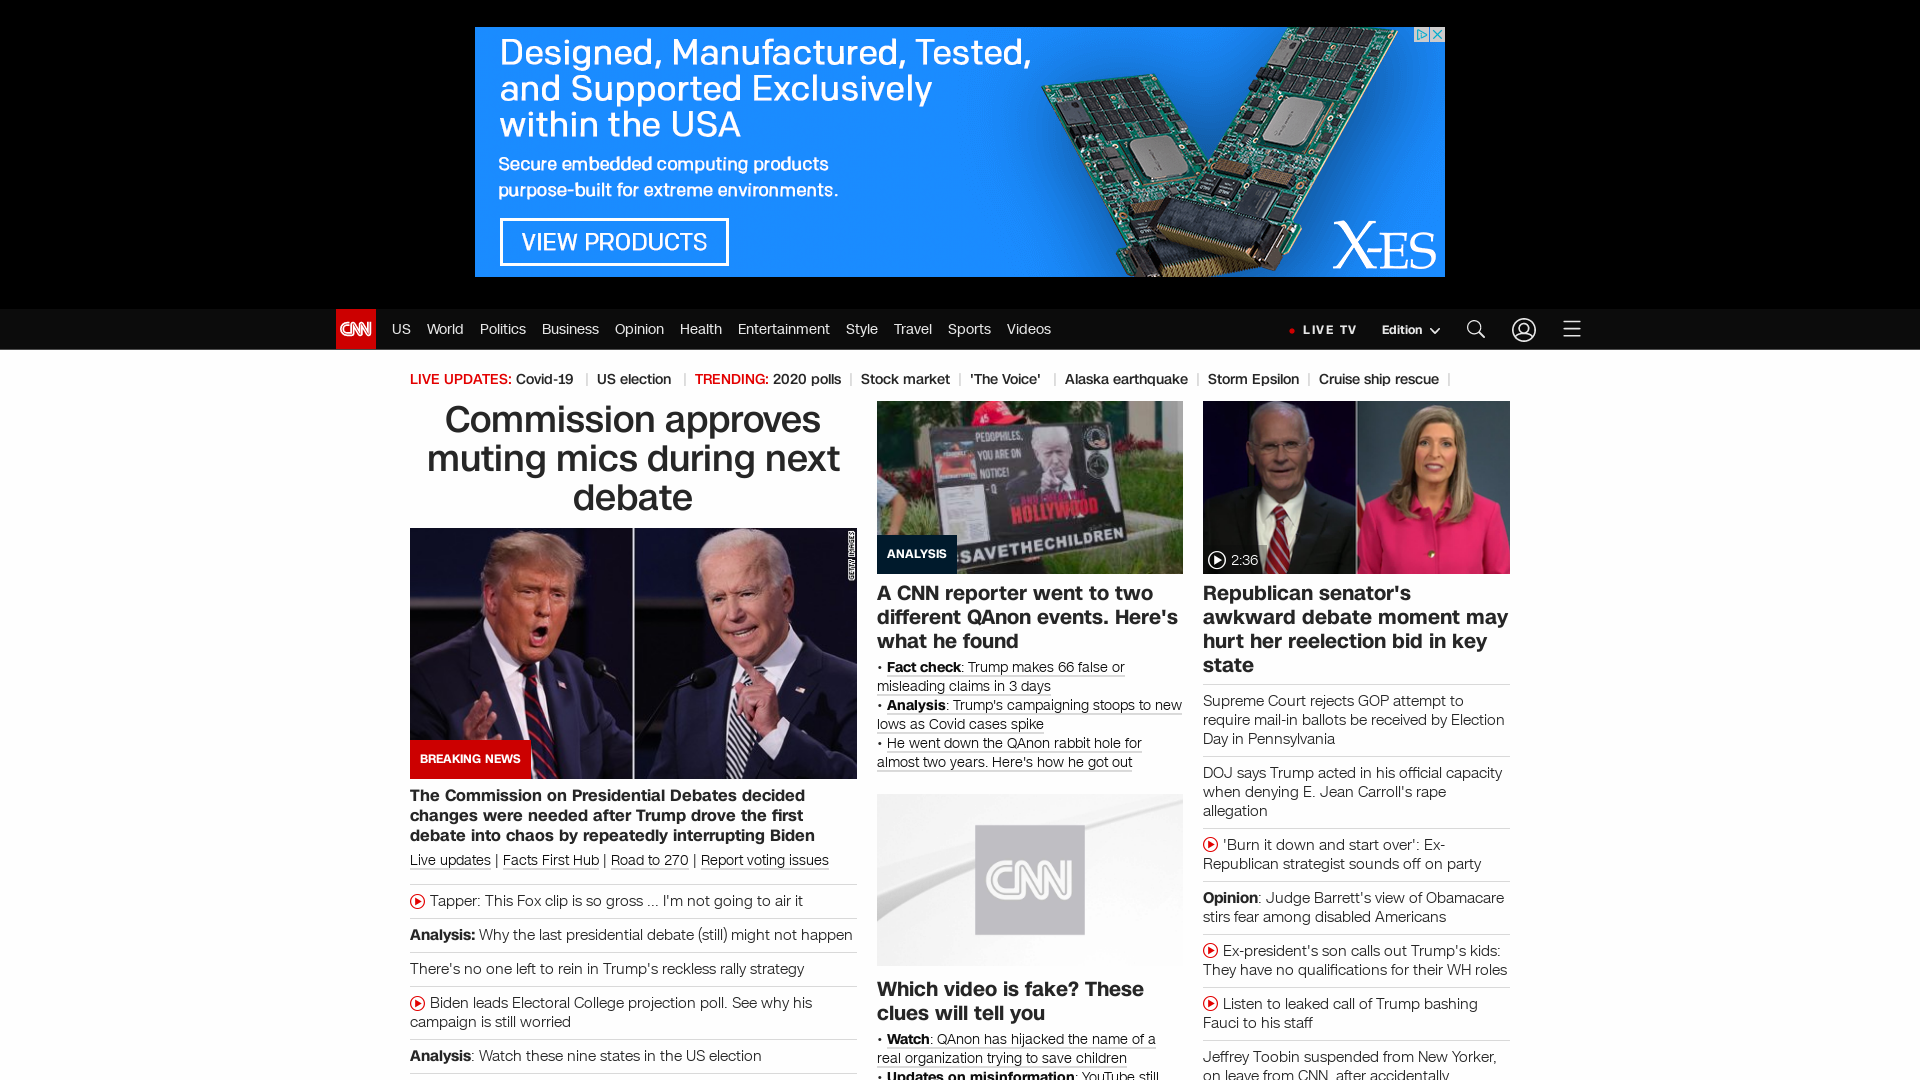 Designed, Manufactured, Tested,
and Supported Exclusively
within the USA
Secure embedded computing products
purpose-built for extreme environments.
VIEW PRODUCTS
X-ES
CNN US World Politics Business Opinion Health Entertainment Style Travel Sports Videos LIVE TV Edition
LIVE UPDATES: Covid-19 US election TRENDING: 2020 polls Stock market 'The Voice' Alaska earthquake Storm Epsilon Cruise ship rescue
Commission approves
muting mics during next
debate
GETTY IMAGES
BREAKING NEWS
The Commission on Presidential Debates decided
changes were needed after Trump drove the first
debate into chaos by repeatedly interrupting Biden
Live updates | Facts First Hub | Road to 270 | Report voting issues
Tapper: This Fox clip is so gross ... I'm not going to air it
Analysis: Why the last presidential debate (still) might not happen
There's no one left to rein in Trump's reckless rally strategy
Biden leads Electoral College projection poll. See why his
campaign is still worried
Analysis: Watch these nine states in the US election
45
PEDOPHILES,
YOU ARE ON
NOTICE!
- Q
HOLLYWOOD
#SAVETHECHILDREN
ANALYSIS
A CNN reporter went to two
different QAnon events. Here's
what he found
• Fact check: Trump makes 66 false or
misleading claims in 3 days
• Analysis: Trump's campaigning stoops to new
lows as Covid cases spike
• He went down the QAnon rabbit hole for
almost two years. Here's how he got out
CNN
Which video is fake? These
clues will tell you
• Watch: QAnon has hijacked the name of a
real organization trying to save children
• Updates on misinformation: YouTube still
2:36
Republican senator's
awkward debate moment may
hurt her reelection bid in key
state
Supreme Court rejects GOP attempt to
require mail-in ballots be received by Election
Day in Pennsylvania
DOJ says Trump acted in his official capacity
when denying E. Jean Carroll's rape
allegation
'Burn it down and start over': Ex-
Republican strategist sounds off on party
Opinion: Judge Barrett's view of Obamacare
stirs fear among disabled Americans
Ex-president's son calls out Trump's kids:
They have no qualifications for their WH roles
Listen to leaked call of Trump bashing
Fauci to his staff
Jeffrey Toobin suspended from New Yorker,
on leave from CNN, after accidentally